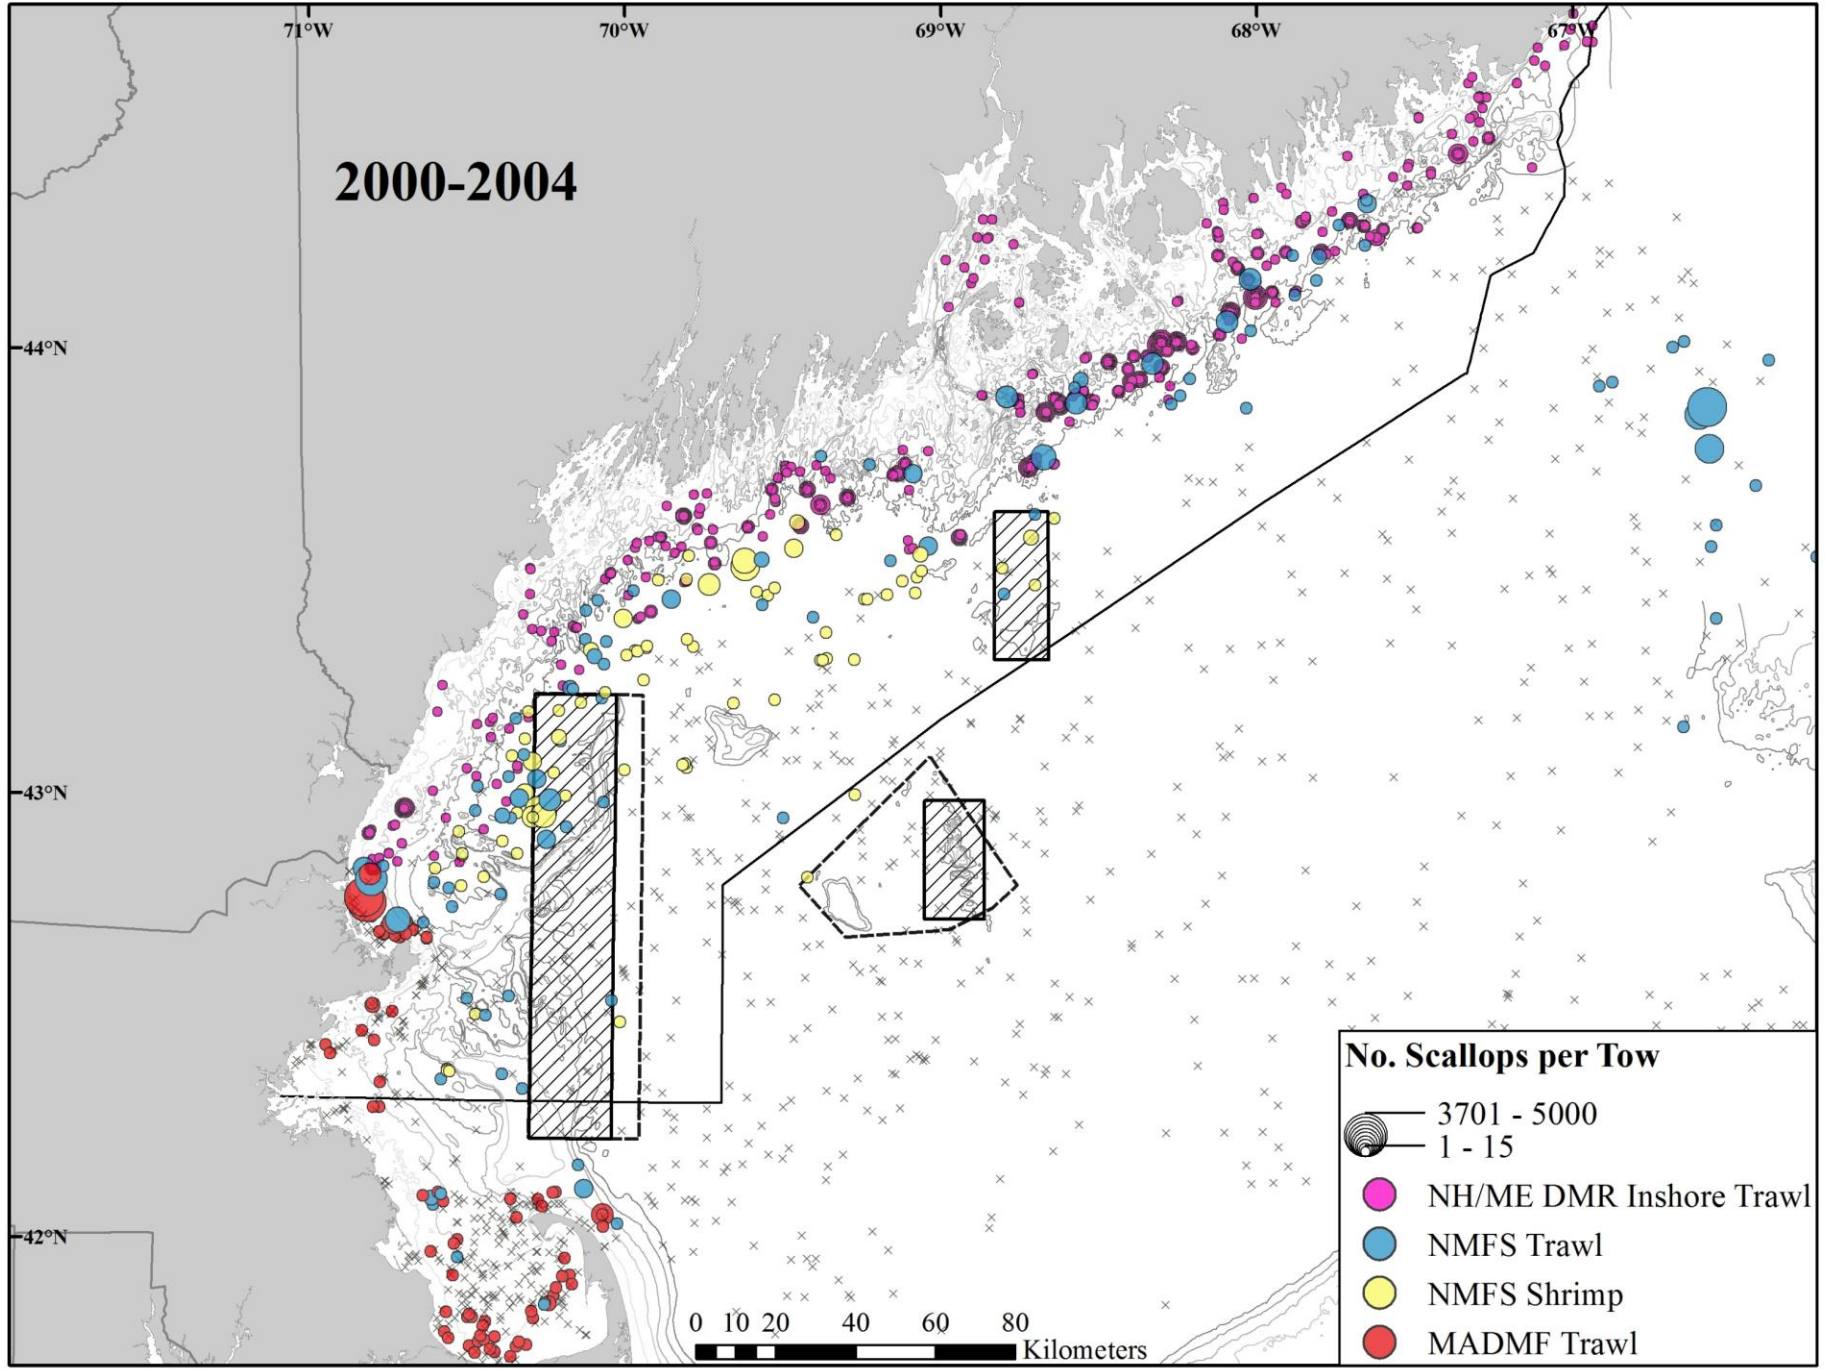 71°W 70°W 69°W 68°W 67°W
2000-2004
44°N
43°N
42°N
No. Scallops per Tow
3701 - 5000
1 - 15
NH/ME DMR Inshore Trawl
NMFS Trawl
NMFS Shrimp
MADMF Trawl
0 10 20 40 60 80
Kilometers